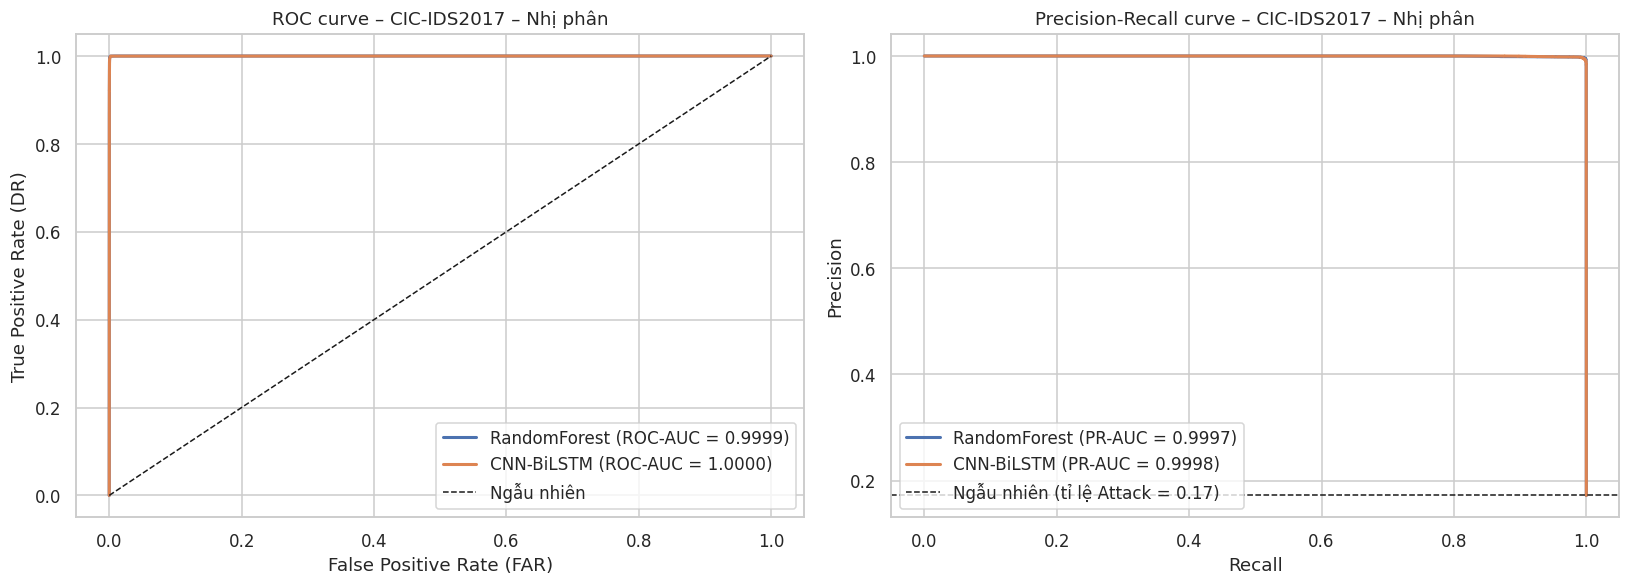 ROC curve – CIC-IDS2017 – Nhị phân
True Positive Rate (DR)
1.0
0.8
0.6
0.4
0.2
0.0
RandomForest (ROC-AUC = 0.9999)
CNN-BiLSTM (ROC-AUC = 1.0000)
Ngẫu nhiên
0.0 0.2 0.4 0.6 0.8 1.0
False Positive Rate (FAR)
Precision-Recall curve – CIC-IDS2017 – Nhị phân
Precision
1.0
0.8
0.6
0.4
0.2
RandomForest (PR-AUC = 0.9997)
CNN-BiLSTM (PR-AUC = 0.9998)
Ngẫu nhiên (tỉ lệ Attack = 0.17)
0.0 0.2 0.4 0.6 0.8 1.0
Recall